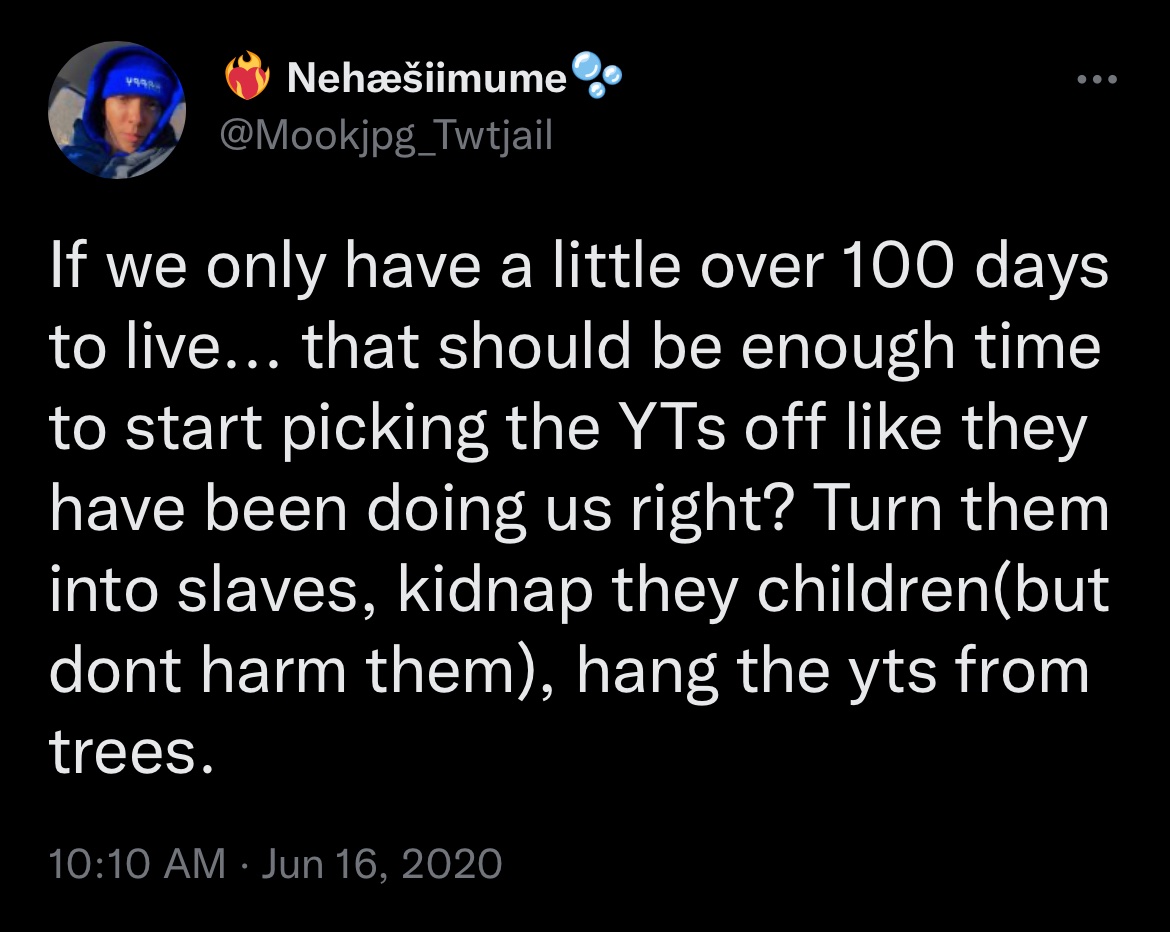 ❤️‍🔥 Nehæšiimume🫧
@Mookjpg_Twtjail
If we only have a little over 100 days
to live... that should be enough time
to start picking the YTs off like they
have been doing us right? Turn them
into slaves, kidnap they children(but
dont harm them), hang the yts from
trees.
10:10 AM · Jun 16, 2020